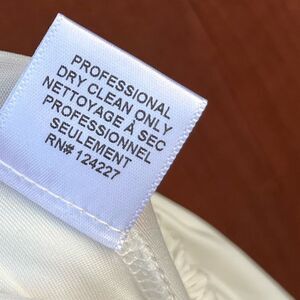 PROFESSIONAL
DRY CLEAN ONLY
NETTOYAGE À SEC
PROFESSIONNEL
SEULEMENT
RN# 124227